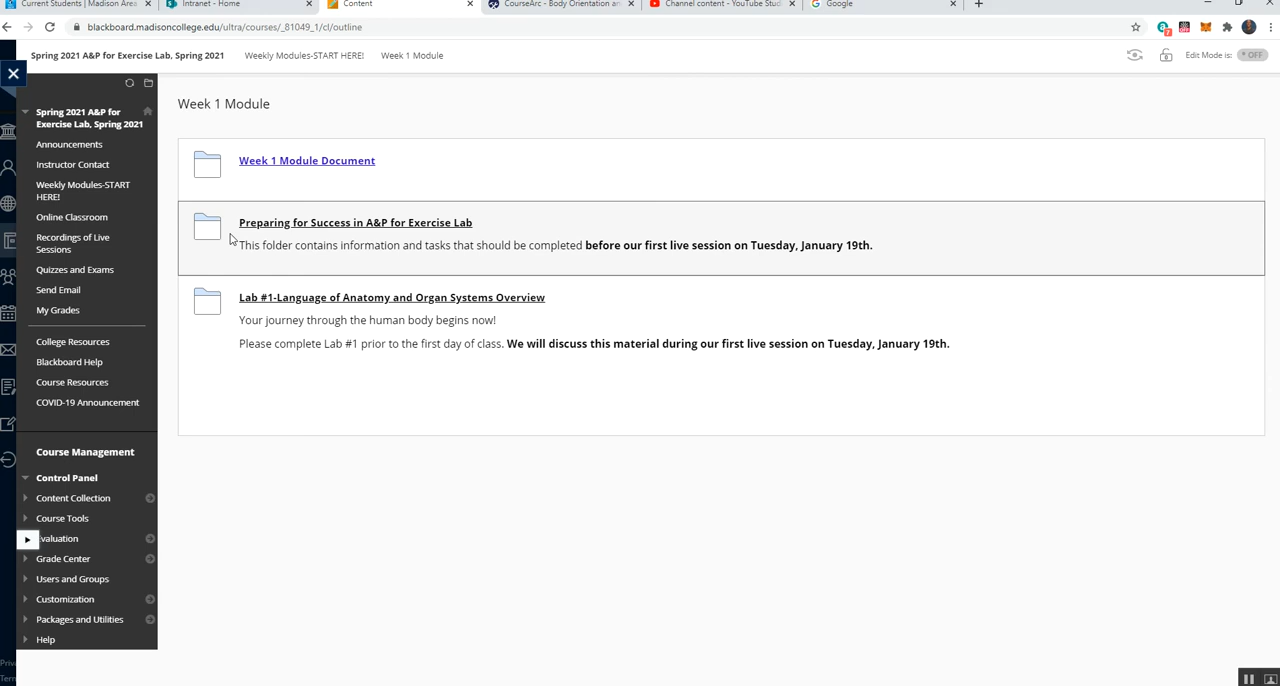 Current Students | Madison Area
Intranet - Home
Content
CourseArc - Body Orientation an
Channel content - YouTube Stud
Google
blackboard.madisoncollege.edu/ultra/courses/_81049_1/cl/outline
7
Spring 2021 A&P for Exercise Lab, Spring 2021
Weekly Modules-START HERE!
Week 1 Module
Edit Mode is:
OFF
Spring 2021 A&P for
Exercise Lab, Spring 2021
Announcements
Instructor Contact
Weekly Modules-START
HERE!
Online Classroom
Recordings of Live
Sessions
Quizzes and Exams
Send Email
My Grades
College Resources
Blackboard Help
Course Resources
COVID-19 Announcement
Course Management
Control Panel
Content Collection
Course Tools
valuation
Grade Center
Users and Groups
Customization
Packages and Utilities
Help
Priva
Term
Week 1 Module
Week 1 Module Document
Preparing for Success in A&P for Exercise Lab
This folder contains information and tasks that should be completed before our first live session on Tuesday, January 19th.
Lab #1-Language of Anatomy and Organ Systems Overview
Your journey through the human body begins now!
Please complete Lab #1 prior to the first day of class. We will discuss this material during our first live session on Tuesday, January 19th.